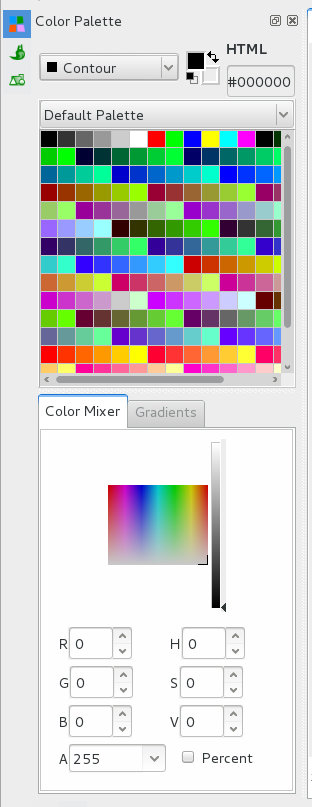 Color Palette
HTML
Contour
#000000
Default Palette
Color Mixer
Gradients
R 0 H 0
G 0 S 0
B 0 V 0
A 255 Percent